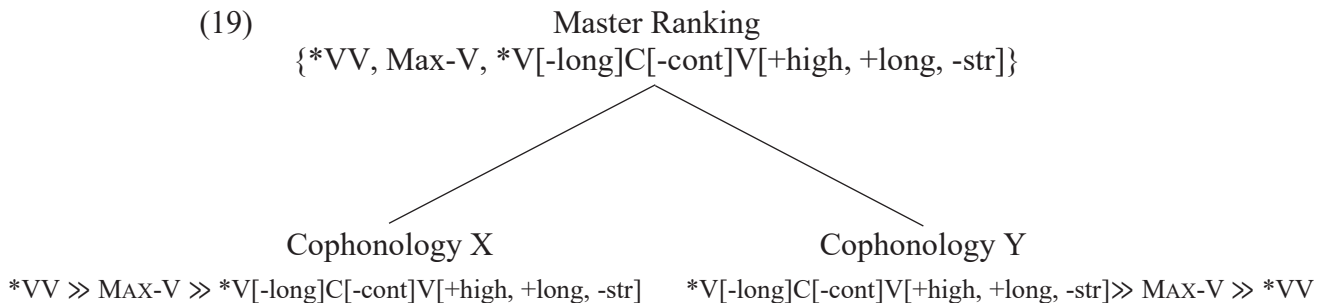 (19) Master Ranking
{*VV, Max-V, *V[-long]C[-cont]V[+high, +long, -str]}
Cophonology X Cophonology Y
*VV ≫ MAX-V ≫ *V[-long]C[-cont]V[+high, +long, -str] *V[-long]C[-cont]V[+high, +long, -str]≫ MAX-V ≫ *VV